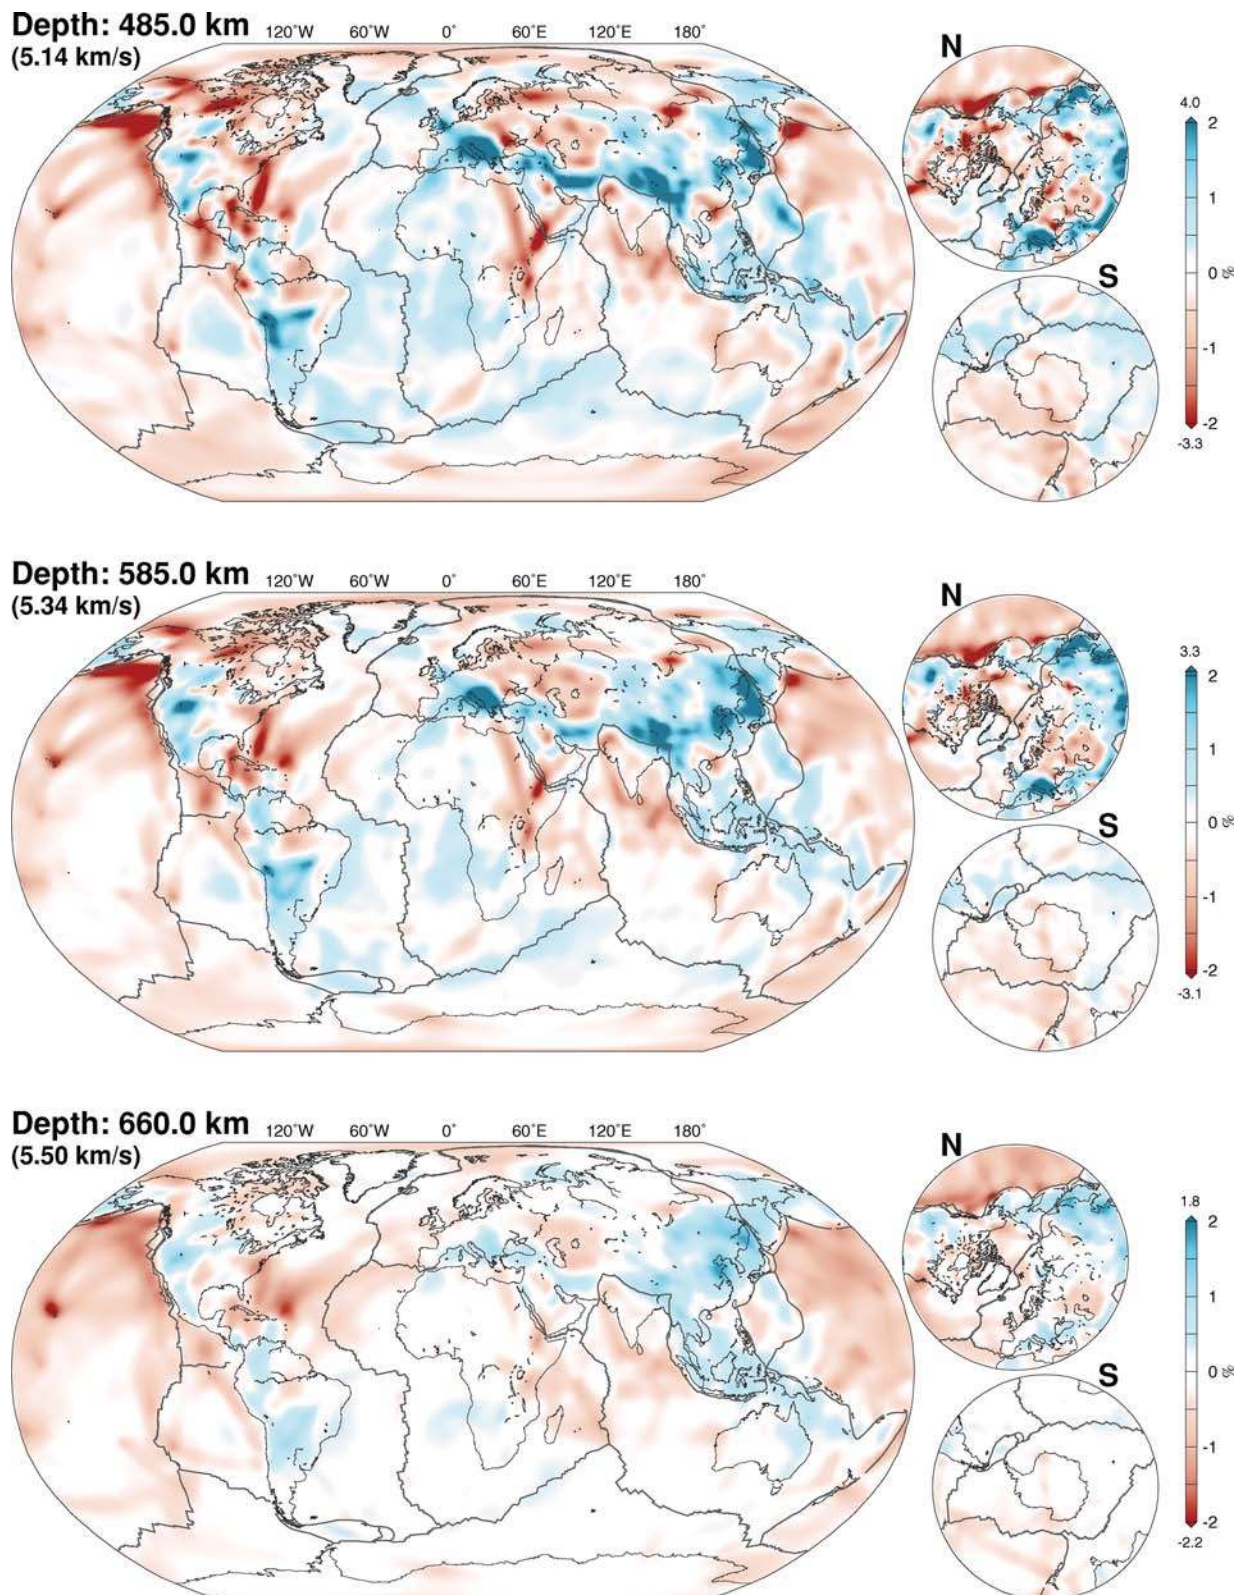 Depth: 485.0 km
(5.14 km/s)
120˚W 60˚W 0˚ 60˚E 120˚E 180˚
N
S
4.0
2
1
0
%
-1
-2
-3.3
Depth: 585.0 km
(5.34 km/s)
120˚W 60˚W 0˚ 60˚E 120˚E 180˚
N
S
3.3
2
1
0
%
-1
-2
-3.1
Depth: 660.0 km
(5.50 km/s)
120˚W 60˚W 0˚ 60˚E 120˚E 180˚
N
S
1.8
2
1
0
%
-1
-2
-2.2